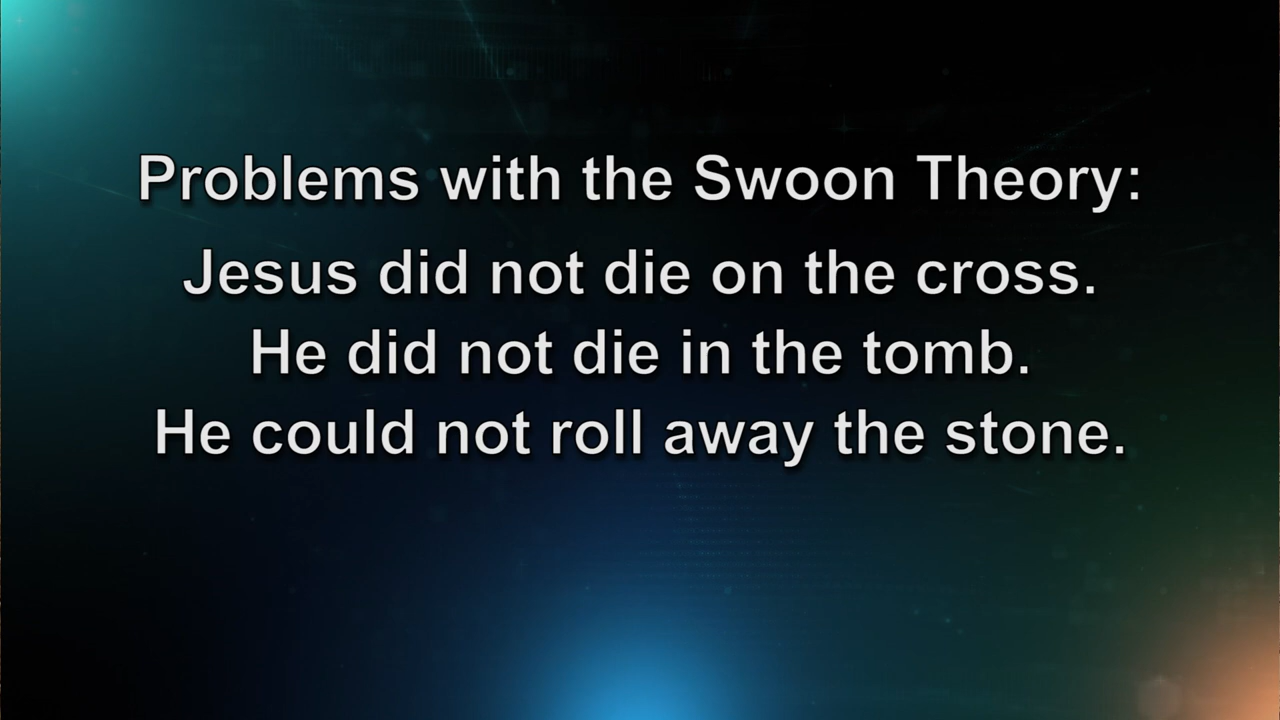 Problems with the Swoon Theory:
Jesus did not die on the cross.
He did not die in the tomb.
He could not roll away the stone.